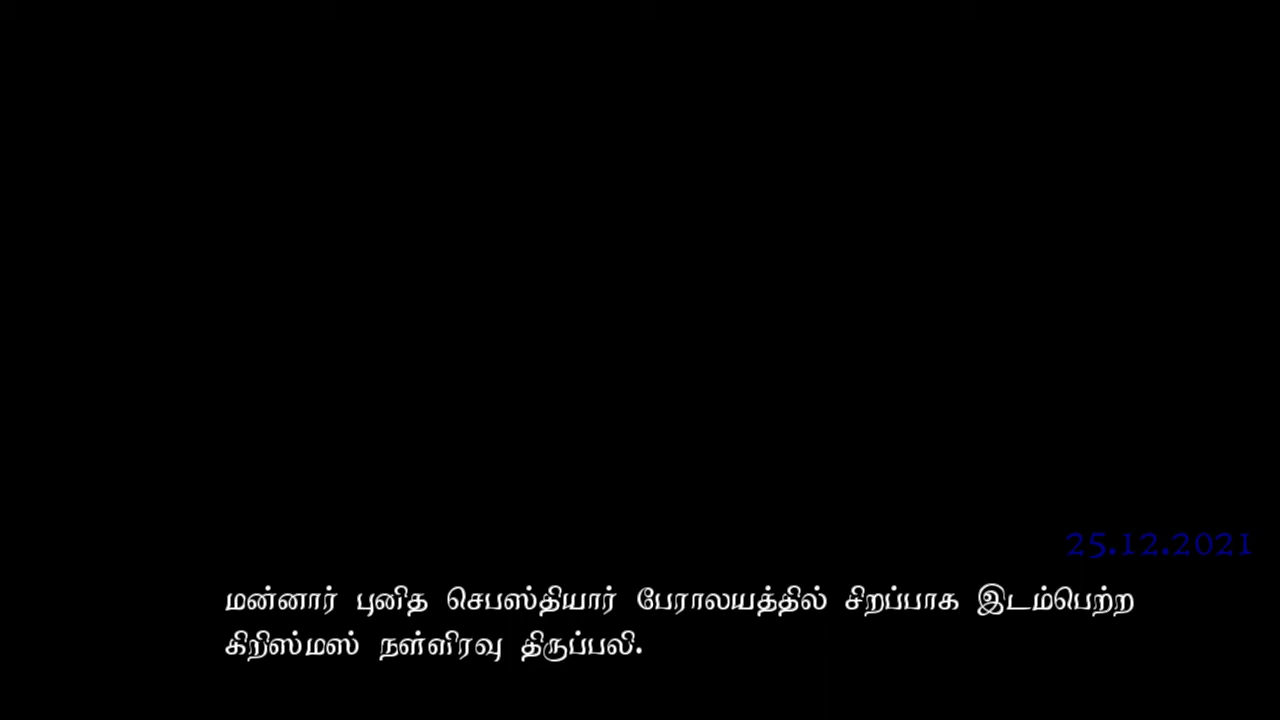 25.12.2021
மன்னார் புனித செபஸ்தியார் பேராலயத்தில் சிறப்பாக இடம்பெற்ற
கிறிஸ்மஸ் நள்ளிரவு திருப்பலி.